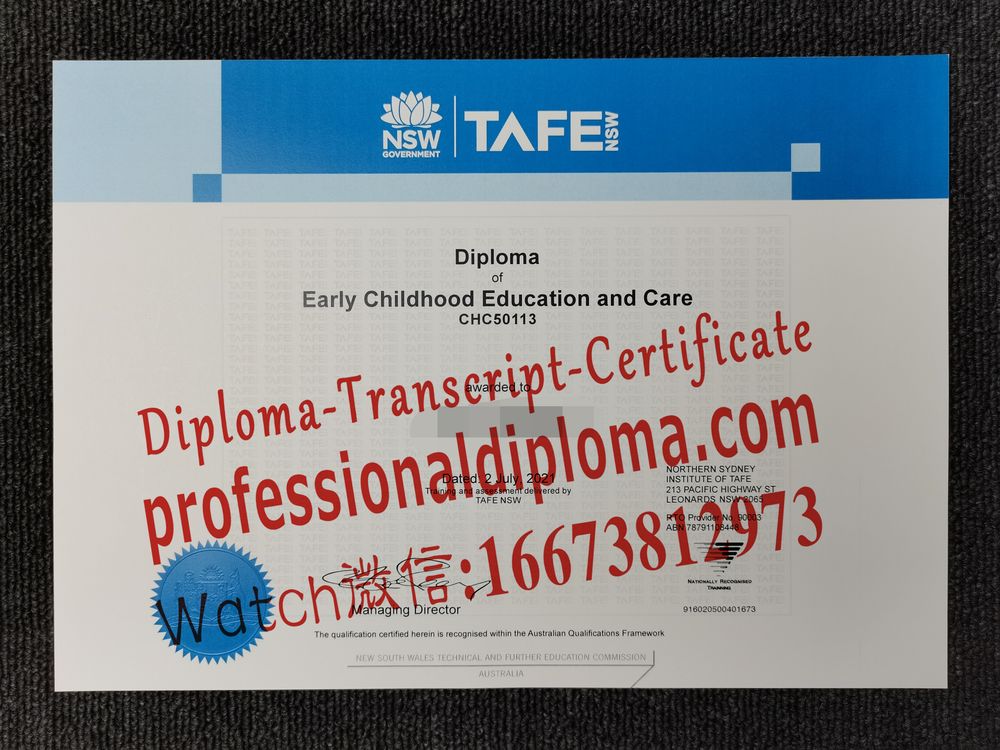 NSW
GOVERNMENT
TAFE NSW
Diploma
of
Early Childhood Education and Care
CHC50113
Diploma-Transcript-Certificate
awarded to
professionaldiploma.com
Dated: 2 July, 2021
Training and assessment delivered by
TAFE NSW
NORTHERN SYDNEY
INSTITUTE OF TAFE
213 PACIFIC HIGHWAY ST
LEONARDS NSW 2065
RTO Provider No. 90003
ABN
Watch微信:16673812973
Managing Director
NATIONALLY RECOGNISED
TRAINING
916020500401673
The qualification certified herein is recognised within the Australian Qualifications Framework
NEW SOUTH WALES TECHNICAL AND FURTHER EDUCATION COMMISSION
AUSTRALIA